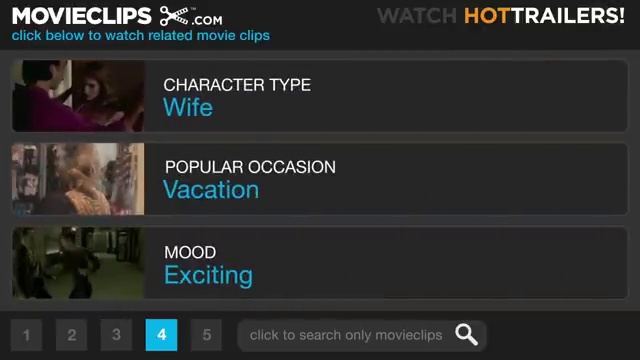 MOVIECLIPS .COM™
WATCH HOTTRAILERS!
click below to watch related movie clips
CHARACTER TYPE
Wife
POPULAR OCCASION
Vacation
MOOD
Exciting
1 2 3 4 5 click to search only movieclips